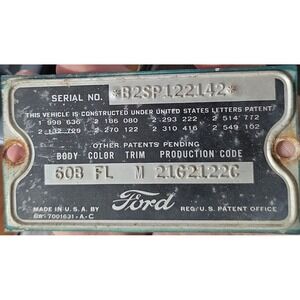 SERIAL NO. *B2SP122142*
THIS VEHICLE IS CONSTRUCTED UNDER UNITED STATES LETTERS PATENT.
1 998 636 2 186 080 2 293 222 2 514 772
2 132 729 2 270 122 2 310 416 2 549 102
OTHER PATENTS PENDING
BODY COLOR TRIM PRODUCTION CODE
60B FL M 2162122C
Ford
MADE IN U.S.A. BY
REG/U.S. PATENT OFFICE